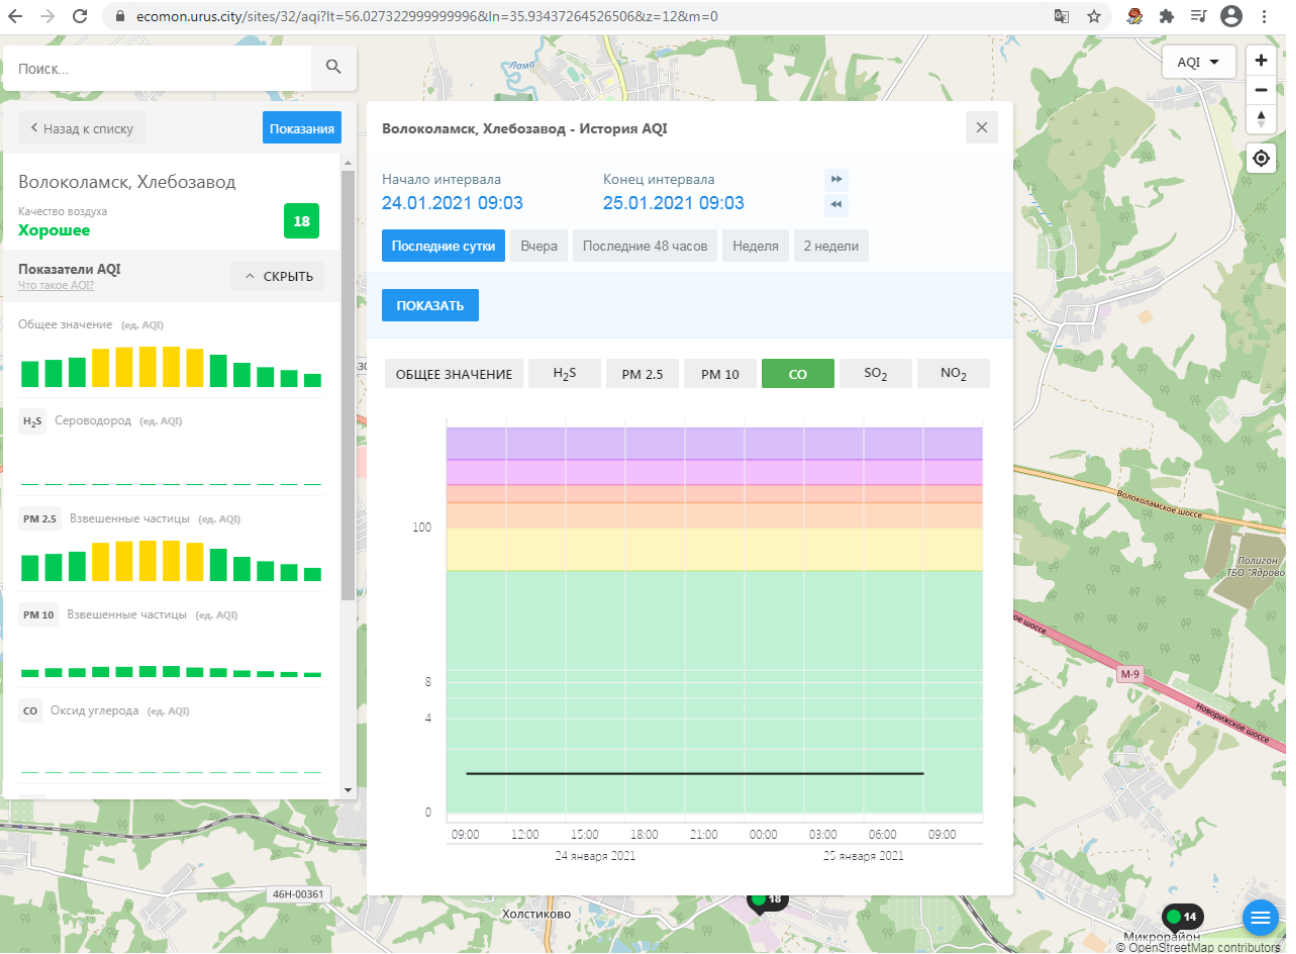 ecomon.urus.city/sites/32/aqi?lt=56.027322999999996&ln=35.93437264526506&z=12&m=0
Поиск...
AQI
Лама
Назад к списку
Показания
Волоколамск, Хлебозавод - История AQI
Волоколамск, Хлебозавод
Качество воздуха
Хорошее
18
Начало интервала
Конец интервала
24.01.2021 09:03
25.01.2021 09:03
Последние сутки
Вчера
Последние 48 часов
Неделя
2 недели
Показатели AQI
Что такое AQI?
СКРЫТЬ
ПОКАЗАТЬ
Общее значение (ед. AQI)
H2S Сероводород (ед. AQI)
PM 2.5 Взвешенные частицы (ед. AQI)
PM 10 Взвешенные частицы (ед. AQI)
CO Оксид углерода (ед. AQI)
ОБЩЕЕ ЗНАЧЕНИЕ
H2S
PM 2.5
PM 10
CO
SO2
NO2
100
8
4
0
09:00
12:00
15:00
18:00
21:00
00:00
03:00
06:00
09:00
24 января 2021
25 января 2021
Волоколамское шоссе
Полигон
ТБО "Ядрово
М-9
Новорижское шоссе
46Н-00361
Холстиково
18
14
Микрорайон
© OpenStreetMap contributors